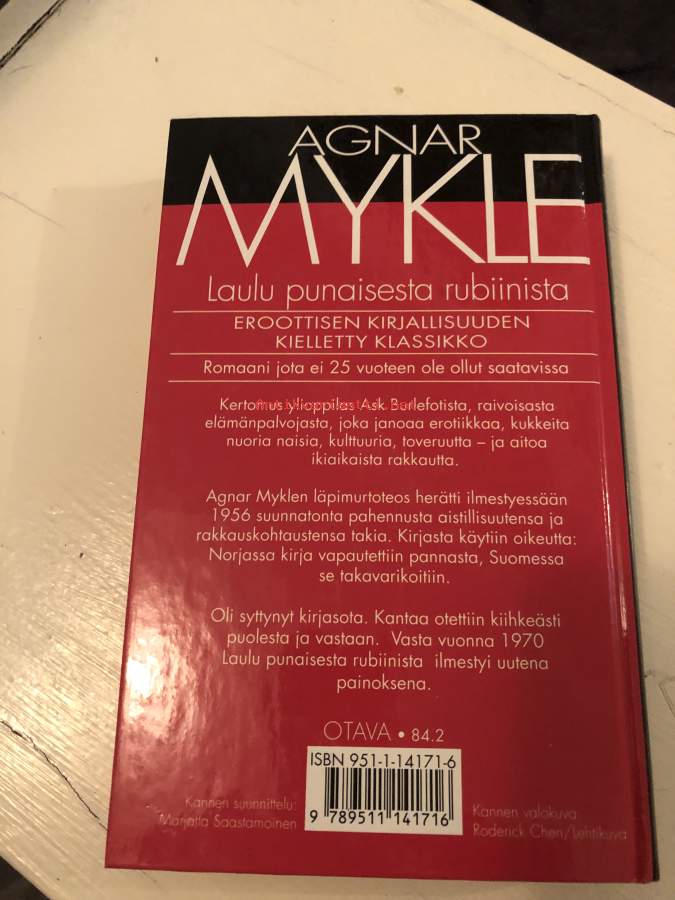 AGNAR
MYKLE
Laulu punaisesta rubiinista
EROOTTISEN KIRJALLISUUDEN
KIELLETTY KLASSIKKO
Romaani jota ei 25 vuoteen ole ollut saatavissa
Kertomus ylioppilas Ask Burlefotista, raivoisasta
elämänpalvojasta, joka janoaa erotiikkaa, kukkeita
nuoria naisia, kulttuuria, toveruutta – ja aitoa
ikiaikaista rakkautta.
Agnar Myklen läpimurtoteos herätti ilmestyessään
1956 suunnatonta pahennusta aistillisuutensa ja
rakkauskohtaustensa takia. Kirjasta käytiin oikeutta:
Norjassa kirja vapautettiin pannasta, Suomessa
se takavarikoitiin.
Oli syttynyt kirjasota. Kantaa otettiin kiihkeästi
puolesta ja vastaan. Vasta vuonna 1970
Laulu punaisesta rubiinista ilmestyi uutena
painoksena.
OTAVA • 84.2
ISBN 951-1-14171-6
9 789511 141716
Kannen suunnittelu:
Marjatta Saastamoinen
Kannen valokuva
Roderick Chen/Lehtikuva